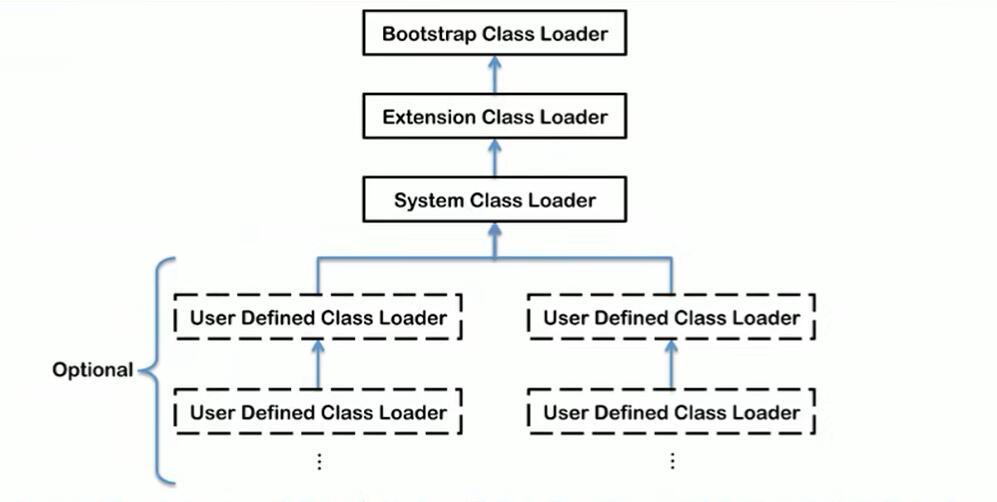 Bootstrap Class Loader
Extension Class Loader
System Class Loader
User Defined Class Loader
User Defined Class Loader
Optional
User Defined Class Loader
User Defined Class Loader